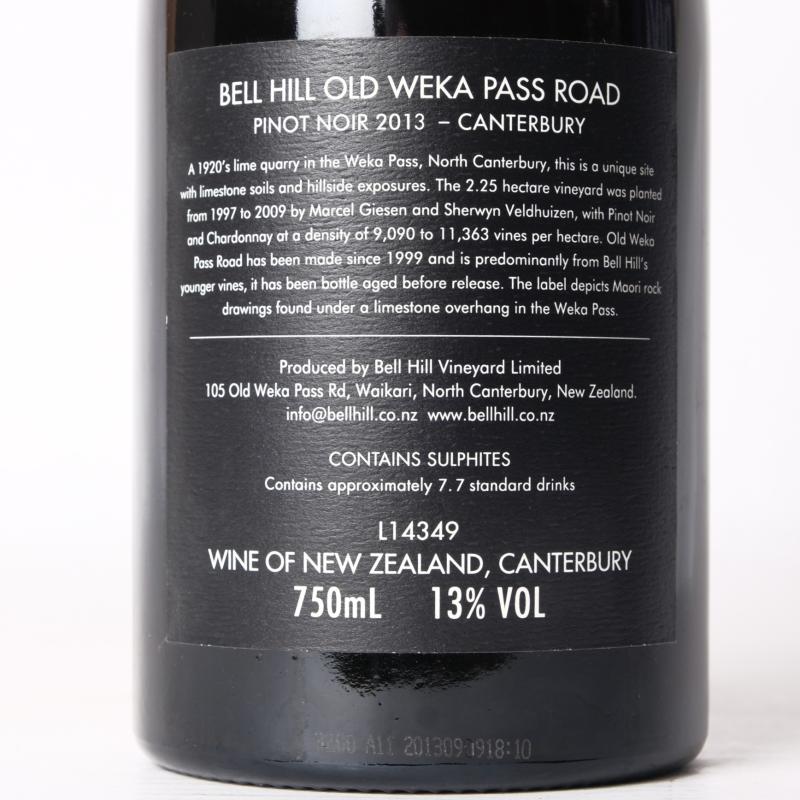 BELL HILL OLD WEKA PASS ROAD
PINOT NOIR 2013 – CANTERBURY
A 1920's lime quarry in the Weka Pass, North Canterbury, this is a unique site
with limestone soils and hillside exposures. The 2.25 hectare vineyard was planted
from 1997 to 2009 by Marcel Giesen and Sherwyn Veldhuizen, with Pinot Noir
and Chardonnay at a density of 9,090 to 11,363 vines per hectare. Old Weka
Pass Road has been made since 1999 and is predominantly from Bell Hill's
younger vines, it has been bottle aged before release. The label depicts Maori rock
drawings found under a limestone overhang in the Weka Pass.
Produced by Bell Hill Vineyard Limited
105 Old Weka Pass Rd, Waikari, North Canterbury, New Zealand.
info@bellhill.co.nz www.bellhill.co.nz
CONTAINS SULPHITES
Contains approximately 7.7 standard drinks
L14349
WINE OF NEW ZEALAND, CANTERBURY
750mL 13% VOL